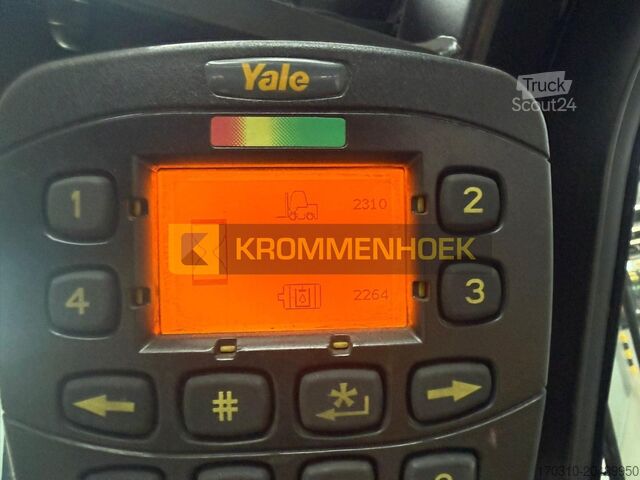 Yale
Truck
Scout24
1
2310
2
KROMMENHOEK
4
2264
3
#
*